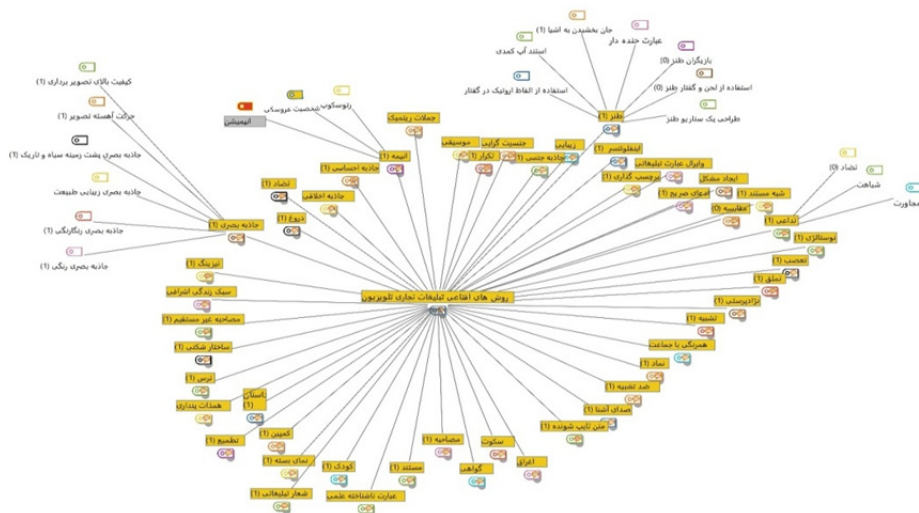 جان بخشیدن به اشیا (1)
عبارت خنده دار
استند آپ کمدی
بازیگران طنز (0)
استفاده از الفاظ اروتیک در گفتار
استفاده از لحن و گفتار طنز (0)
طراحی یک سناریو طنز
طنز (1)
کیفیت بالای تصویر برداری (1)
حرکت آهسته تصویر (1)
جاذبه بصری پشت زمینه سیاه و تاریک (1)
جاذبه بصری زیبایی طبیعت
جاذبه بصری رنگارنگی (1)
جاذبه بصری رنگی (1)
جاذبه بصری (1)
روتوسکوپ
شخصیت عروسکی
انیمیشن
انیمه (1)
جملات ریتمیک
موسیقی
جنسیت گرایی
تکرار (1)
زیبایی
جاذبه جنسی (1)
اینفلوئنسر (1)
وایرال عبارت تبلیغاتی
برچسب گذاری (1)
ادعای صریح (1)
ایجاد مشکل
شبه مستند (1)
مقایسه (0)
تضاد (0)
شباهت
مجاورت
تداعی (1)
جاذبه احساسی (1)
تضاد (1)
جاذبه اخلاقی
دروغ (1)
نوستالژی (1)
تعصب (1)
تملق (1)
نژادپرستی (1)
تشبیه (1)
همرنگی با جماعت
نماد (1)
ضد تشبیه (1)
صدای آشنا (1)
متن تایپ شونده (1)
روش های اقناعی تبلیغات تجاری تلویزیون
نیرنگ (1)
سبک زندگی اشرافی
مصاحبه غیر مستقیم (1)
ساختار شکنی (1)
ترس (1)
همذات پنداری
داستان (1)
تطمیع (1)
کمپین (1)
نمای بسته (1)
شعار تبلیغاتی (1)
کودک (1)
عبارت ناشناخته علمی
مستند (1)
مصاحبه (1)
سکوت
گواهی
اغراق